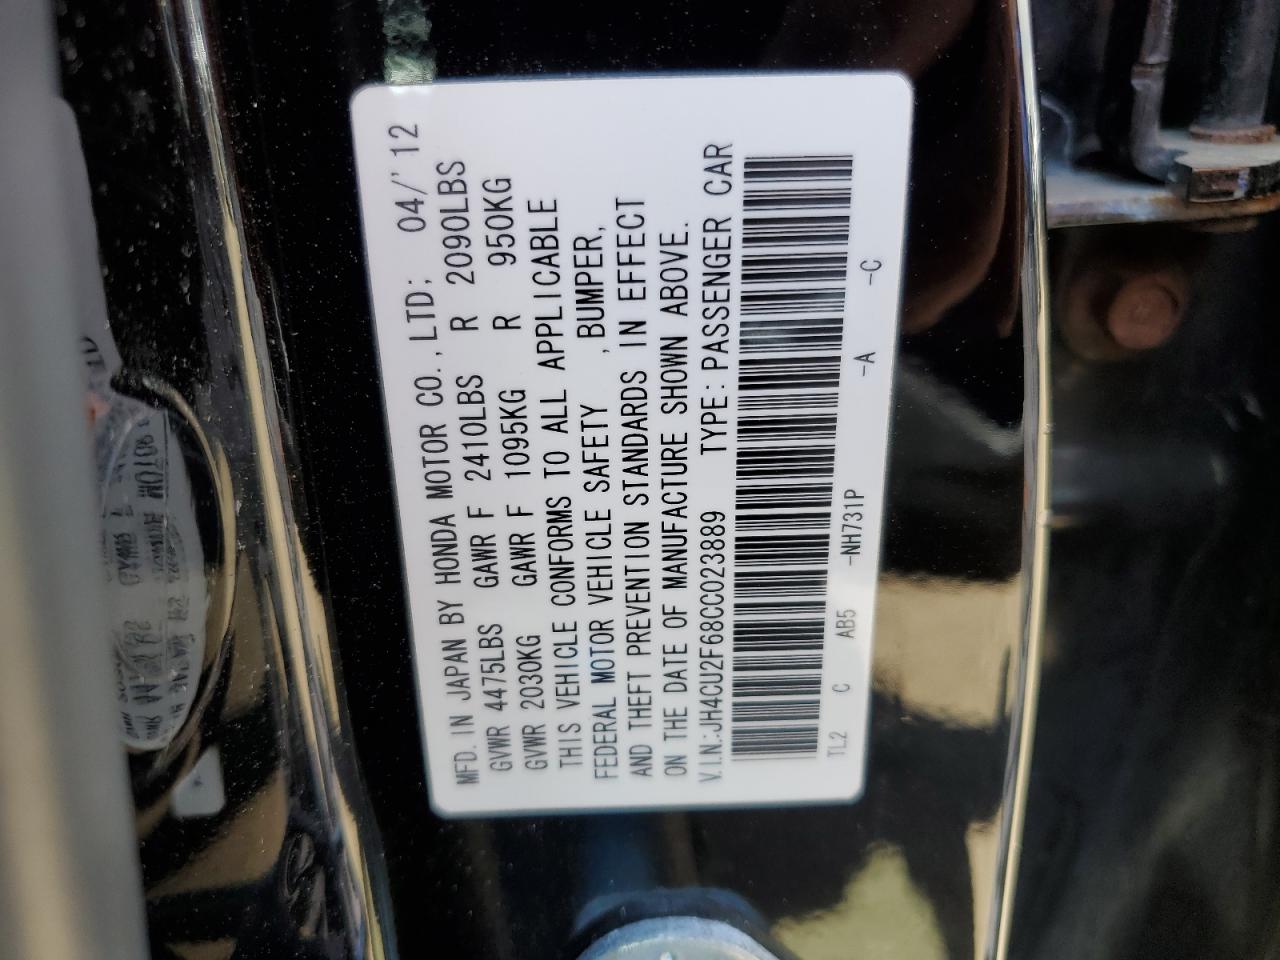 MFD. IN JAPAN BY HONDA MOTOR CO., LTD; 04/'12
GVWR 4475LBS GAWR F 2410LBS R 2090LBS
GVWR 2030KG GAWR F 1095KG R 950KG
THIS VEHICLE CONFORMS TO ALL APPLICABLE
FEDERAL MOTOR VEHICLE SAFETY ,BUMPER,
AND THEFT PREVENTION STANDARDS IN EFFECT
ON THE DATE OF MANUFACTURE SHOWN ABOVE.
V.I.N.:JH4CU2F68CC023889 TYPE:PASSENGER CAR
TL2 C AB5 -NH731P -A -C